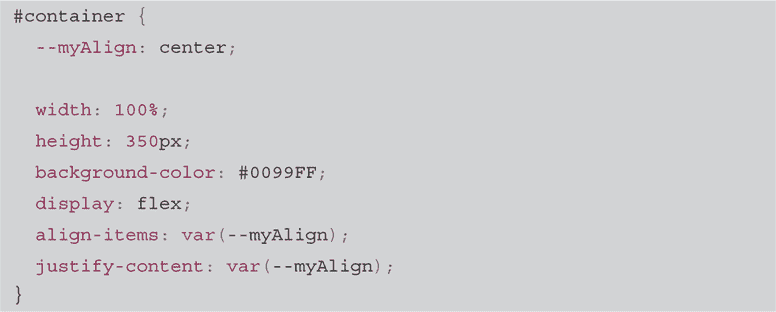 #container {
  --myAlign: center;

  width: 100%;
  height: 350px;
  background-color: #0099FF;
  display: flex;
  align-items: var(--myAlign);
  justify-content: var(--myAlign);
}